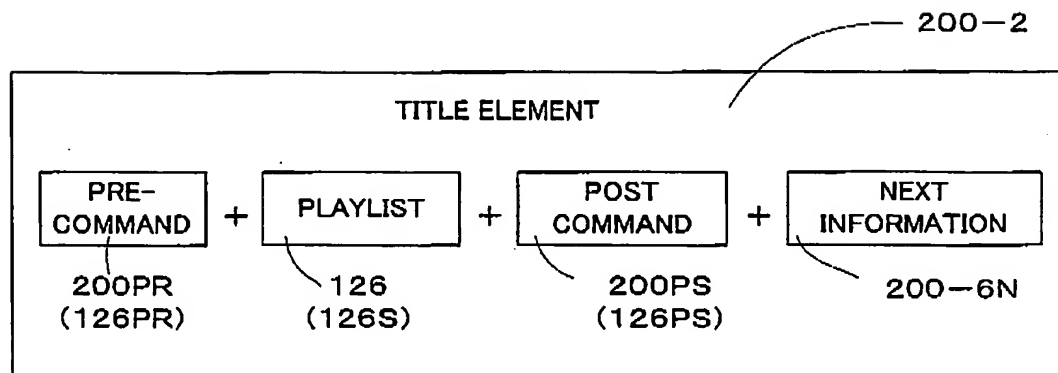 200-2
TITLE ELEMENT
PRE-
COMMAND
+
PLAYLIST
+
POST
COMMAND
+
NEXT
INFORMATION
200PR
(126PR)
126
(126S)
200PS
(126PS)
200-6N